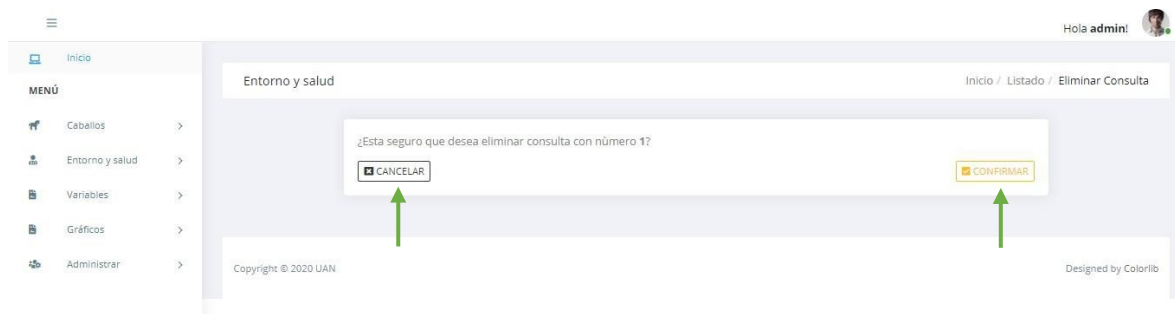 Hola admin!
Inicio
MENÚ
Caballos
Entorno y salud
Variables
Gráficos
Administrar
Entorno y salud
Inicio / Listado / Eliminar Consulta
¿Esta seguro que desea eliminar consulta con nùmero 1?
CANCELAR
CONFIRMAR
Copyright © 2020 UAN
Designed by Colorlib